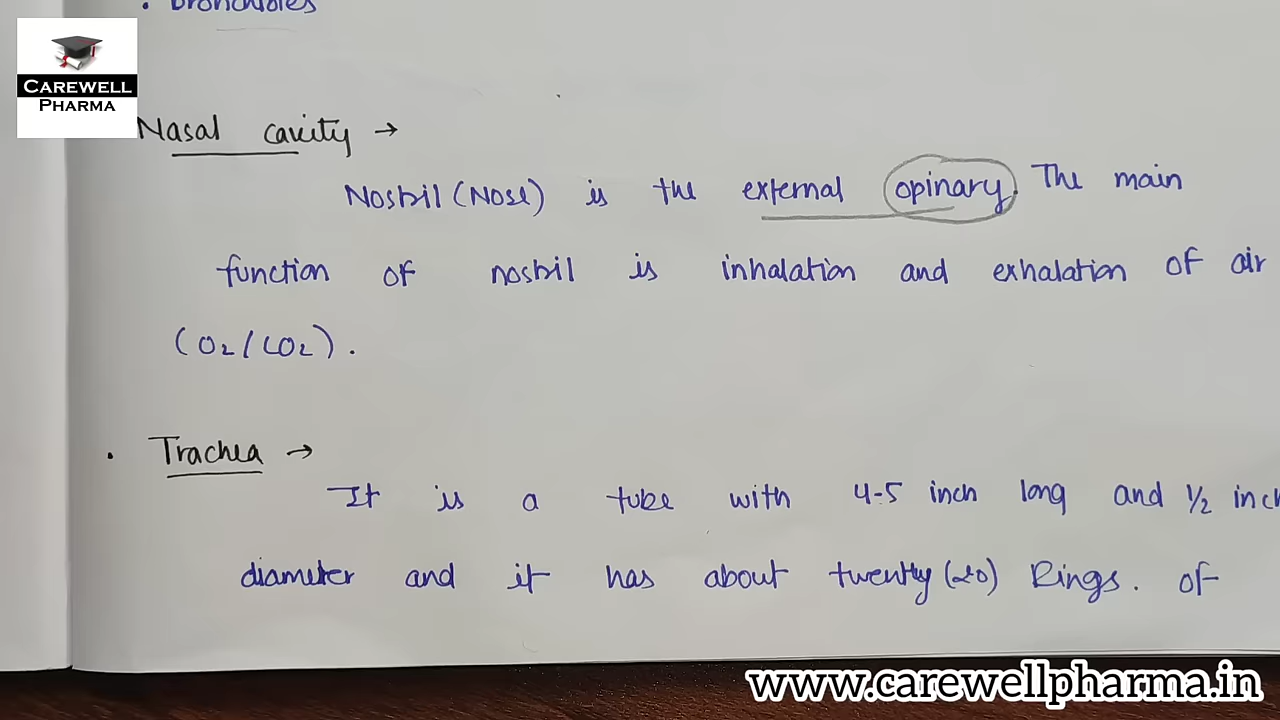 • Bronchioles
CAREWELL
PHARMA
Nasal cavity →
Nostril (Nose) is the external opinary. The main
function of nostril is inhalation and exhalation of air
(O₂/CO₂).
• Trachea →
It is a tube with 4-5 inch long and 1/2 inch
diameter and it has about twenty (20) Rings. of
www.carewellpharma.in